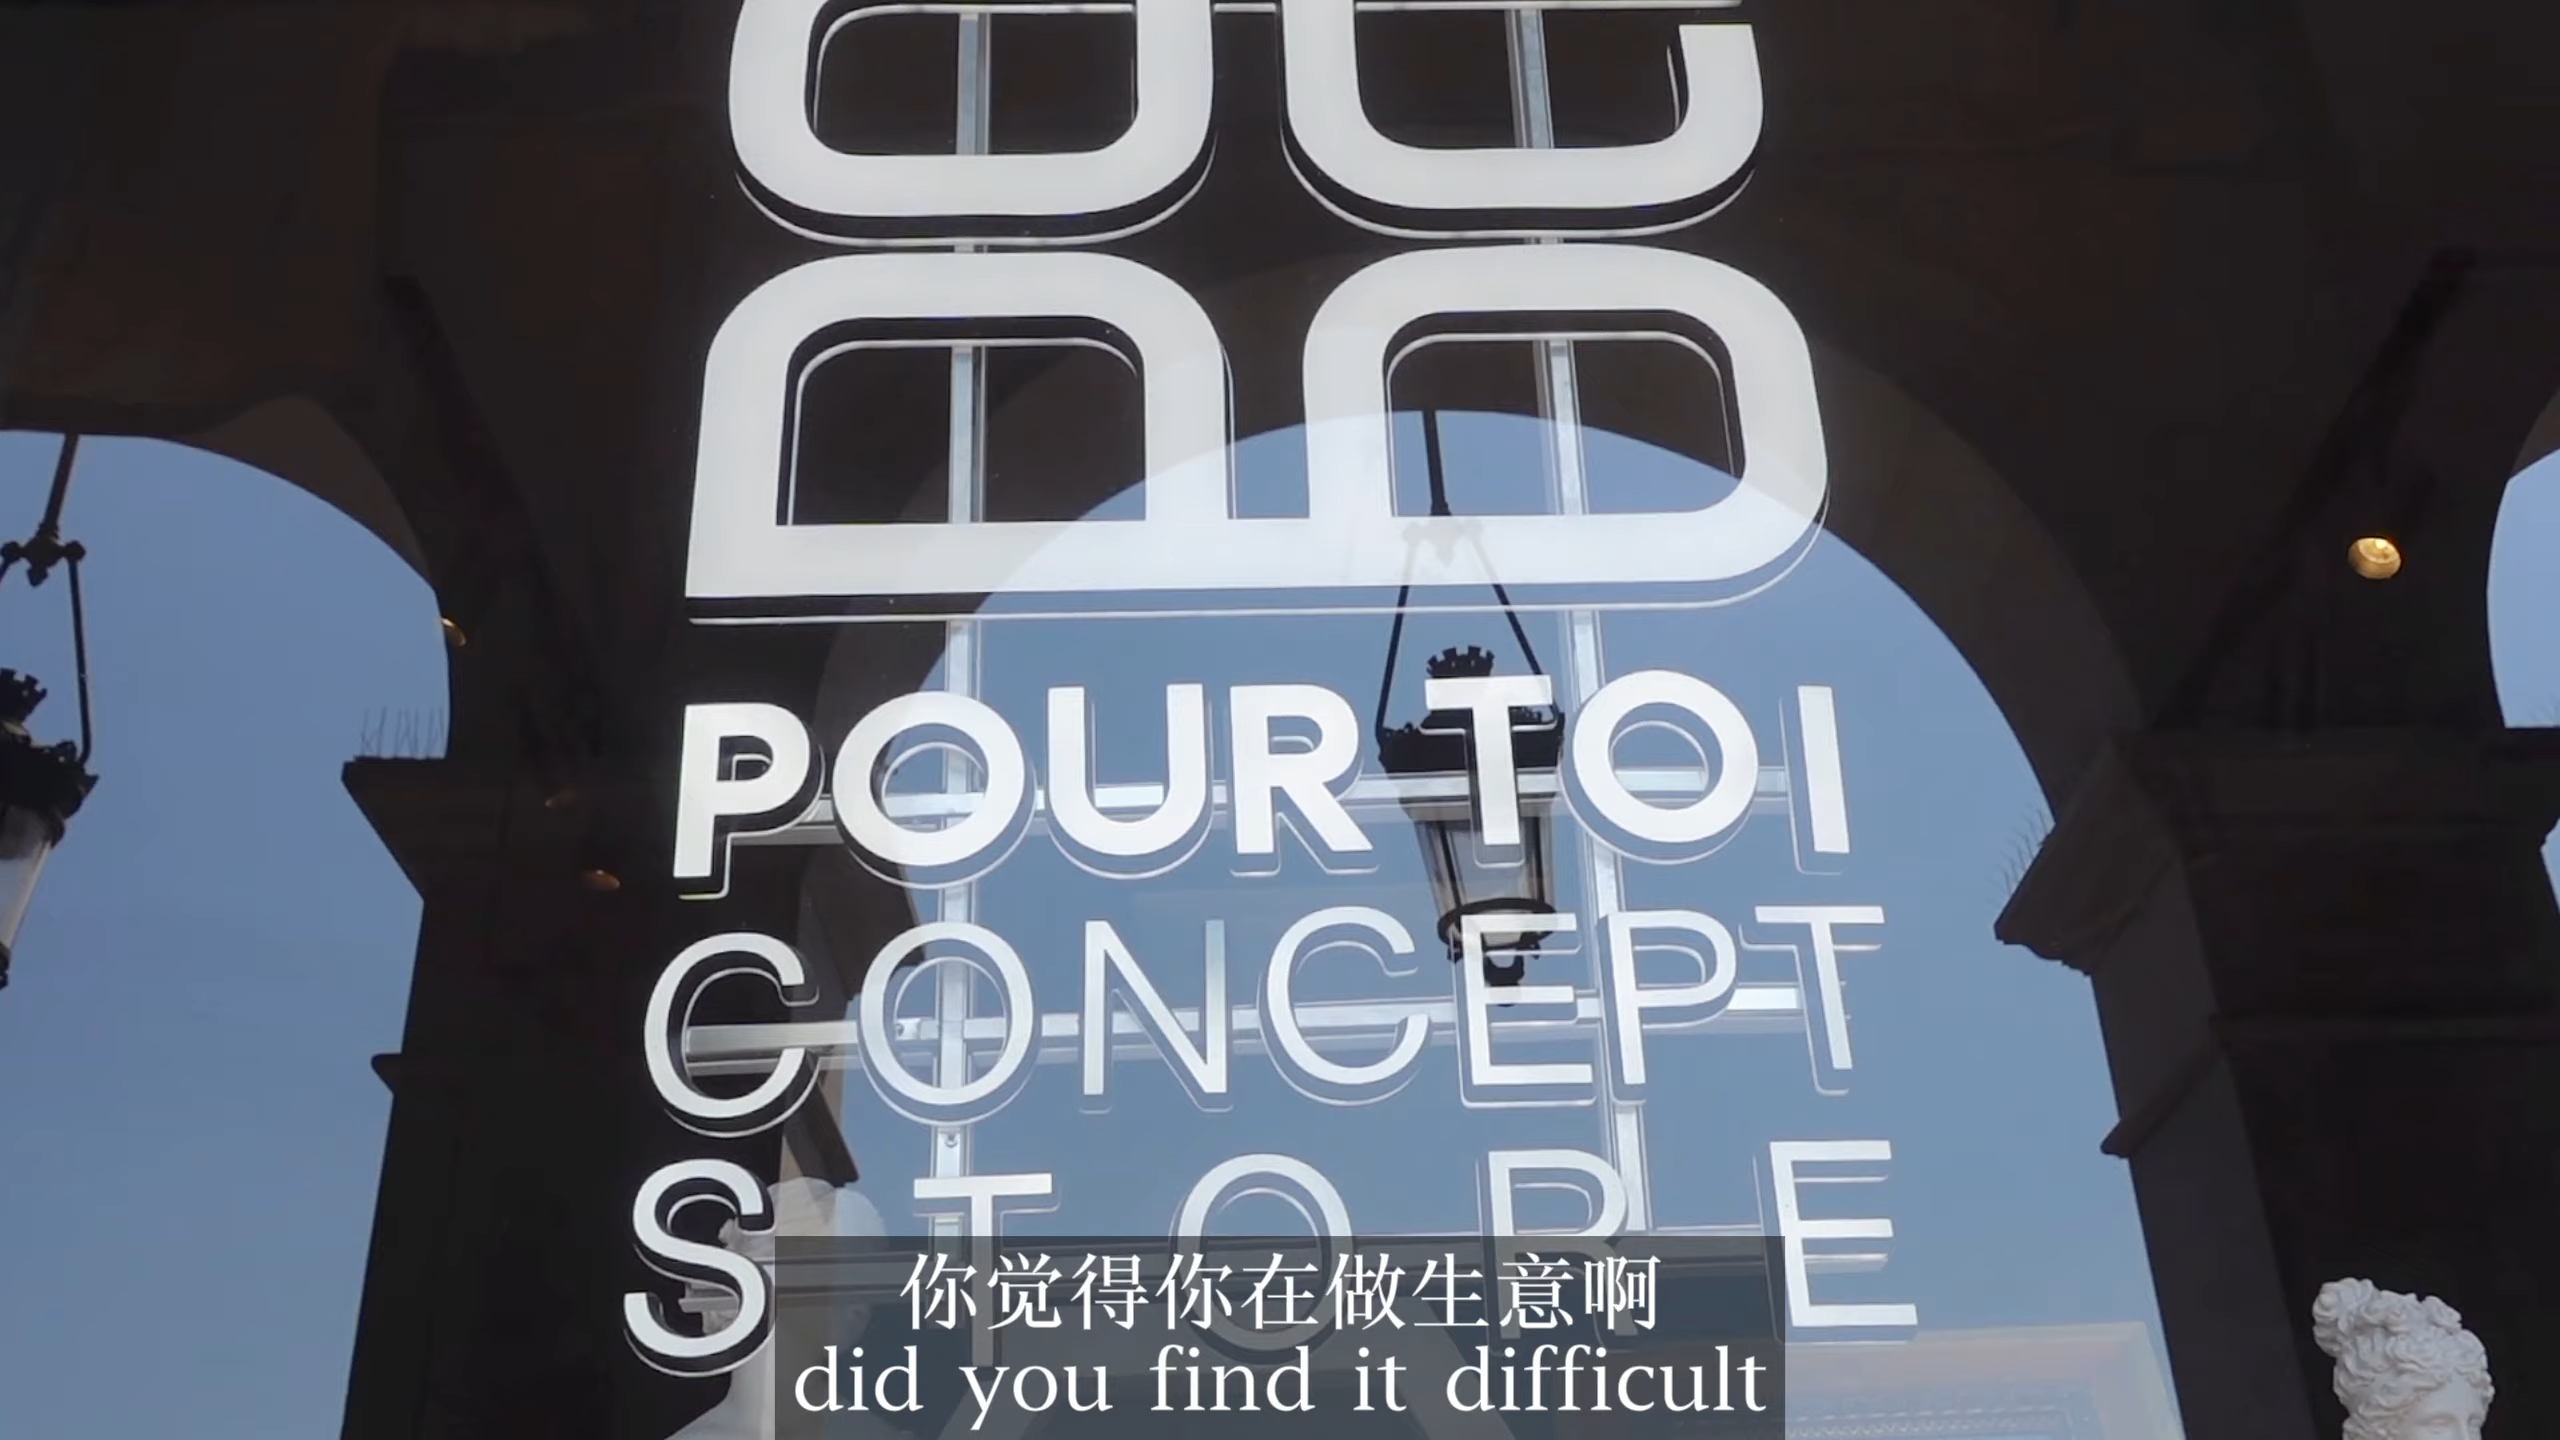 POUR TOI
CONCEPT
STORE
你觉得你在做生意啊
did you find it difficult